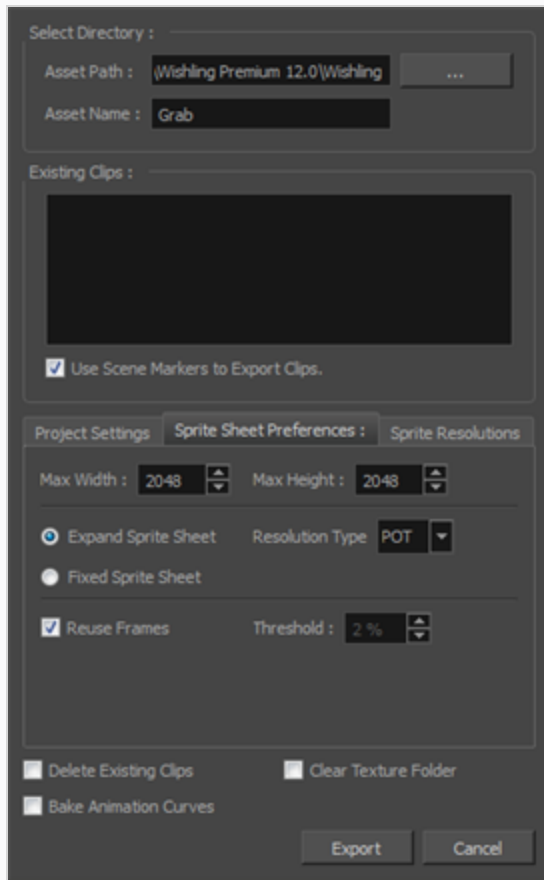 Select Directory :
Asset Path : \Wishling Premium 12.0\Wishling ...
Asset Name : Grab
Existing Clips :
Use Scene Markers to Export Clips.
Project Settings Sprite Sheet Preferences : Sprite Resolutions
Max Width : 2048 Max Height : 2048
Expand Sprite Sheet Resolution Type POT
Fixed Sprite Sheet
Reuse Frames Threshold : 2 %
Delete Existing Clips Clear Texture Folder
Bake Animation Curves
Export Cancel